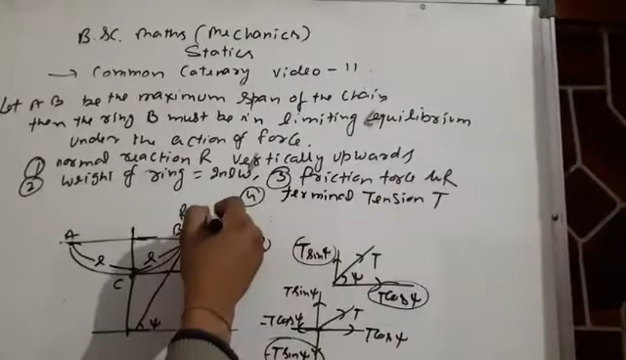 B.SC. maths (Mechanics)
Statics
→ Common Catenary video - 11
Let AB be the maximum span of the chain
then the ring B must be in limiting equilibrium
under the action of force.
① normal reaction R vertically upwards
② weight of ring = , ③ friction force μR
④ terminal Tension T
A
l
l
B
C
ψ
Tsinψ
T
ψ
Tcosψ
Tsinψ
T
-Tcosψ
Tcosψ
-Tsinψ